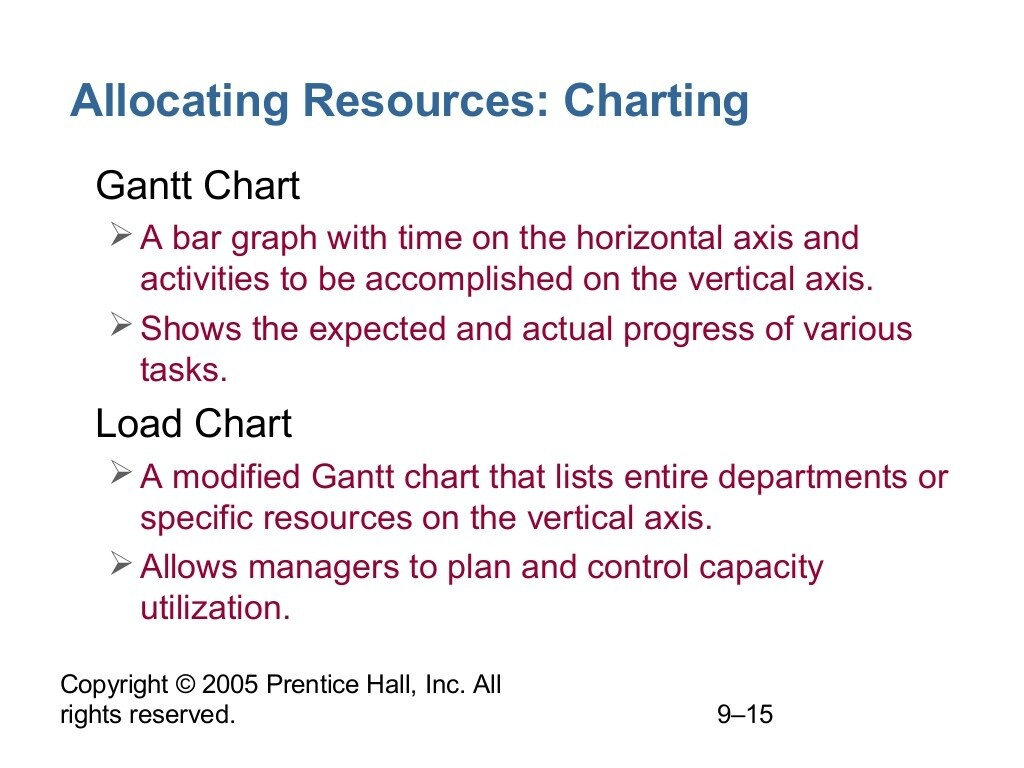 Allocating Resources: Charting
Gantt Chart
A bar graph with time on the horizontal axis and
activities to be accomplished on the vertical axis.
Shows the expected and actual progress of various
tasks.
Load Chart
A modified Gantt chart that lists entire departments or
specific resources on the vertical axis.
Allows managers to plan and control capacity
utilization.
Copyright © 2005 Prentice Hall, Inc. All
rights reserved.
9–15